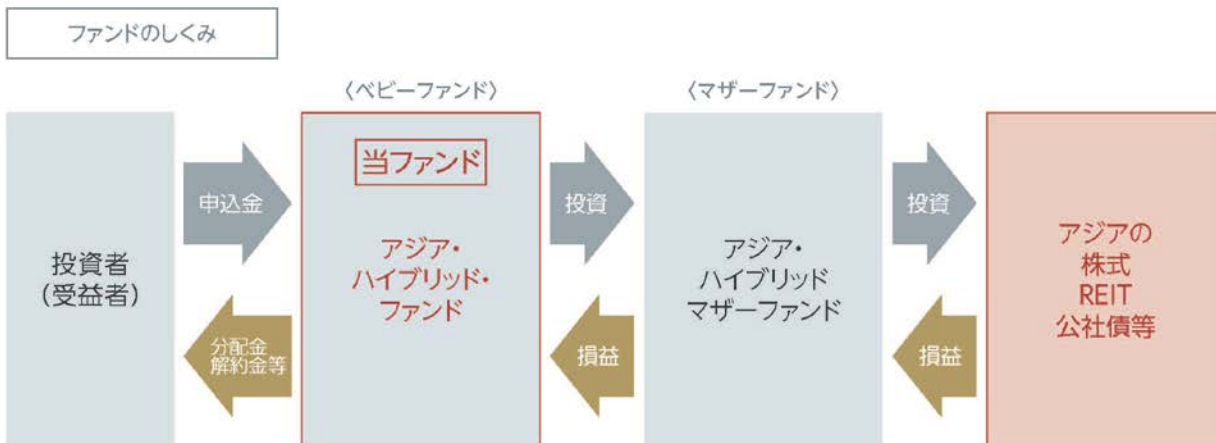 ファンドのしくみ
〈ベビーファンド〉
〈マザーファンド〉
投資者
(受益者)
申込金
分配金
解約金等
当ファンド
アジア・
ハイブリッド・
ファンド
投資
損益
アジア・
ハイブリッド
マザーファンド
投資
損益
アジアの
株式
REIT
公社債等